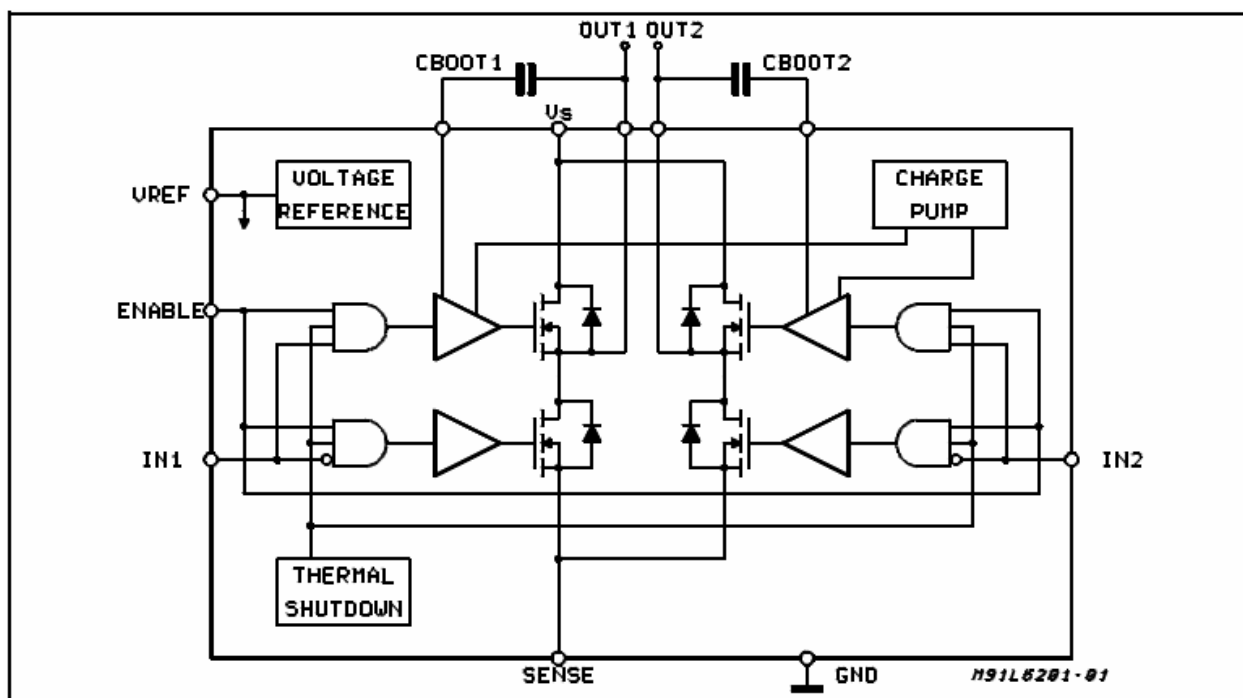 OUT1 OUT2
CBOOT1
CBOOT2
Vs
VOLTAGE
REFERENCE
CHARGE
PUMP
VREF
ENABLE
IN1
IN2
THERMAL
SHUTDOWN
SENSE
GND
M91L6201-01